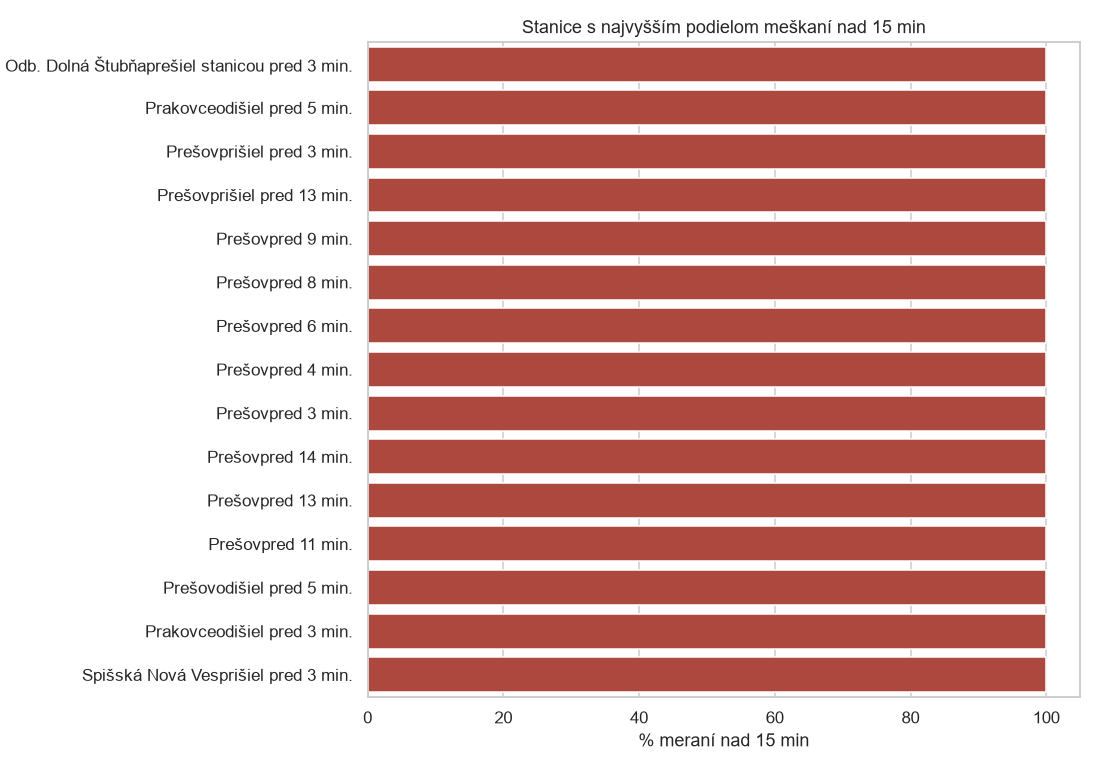 Stanice s najvyšším podielom meškaní nad 15 min
Odb. Dolná Štubňaprešiel stanicou pred 3 min.
Prakovceodišiel pred 5 min.
Prešovprišiel pred 3 min.
Prešovprišiel pred 13 min.
Prešovpred 9 min.
Prešovpred 8 min.
Prešovpred 6 min.
Prešovpred 4 min.
Prešovpred 3 min.
Prešovpred 14 min.
Prešovpred 13 min.
Prešovpred 11 min.
Prešovodišiel pred 5 min.
Prakovceodišiel pred 3 min.
Spišská Nová Vesprišiel pred 3 min.
0 20 40 60 80 100
% meraní nad 15 min